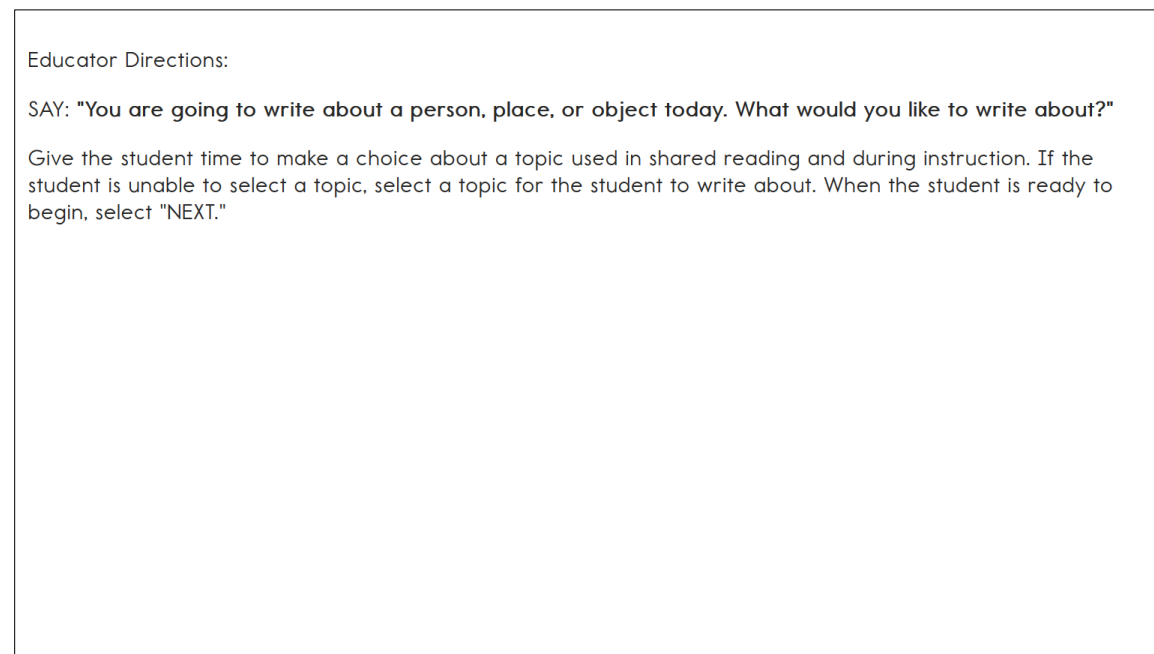 Educator Directions:
SAY: "You are going to write about a person, place, or object today. What would you like to write about?"
Give the student time to make a choice about a topic used in shared reading and during instruction. If the
student is unable to select a topic, select a topic for the student to write about. When the student is ready to
begin, select "NEXT."